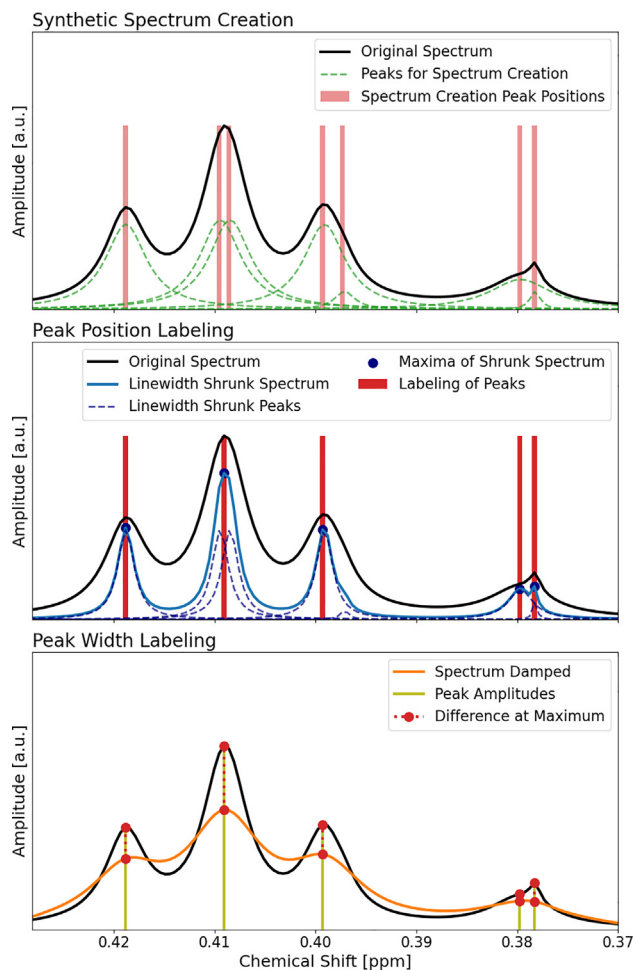 Synthetic Spectrum Creation
Original Spectrum
Peaks for Spectrum Creation
Spectrum Creation Peak Positions
Amplitude [a.u.]
Peak Position Labeling
Original Spectrum
Linewidth Shrunk Spectrum
Linewidth Shrunk Peaks
Maxima of Shrunk Spectrum
Labeling of Peaks
Amplitude [a.u.]
Peak Width Labeling
Spectrum Damped
Peak Amplitudes
Difference at Maximum
Amplitude [a.u.]
0.42 0.41 0.40 0.39 0.38 0.37
Chemical Shift [ppm]